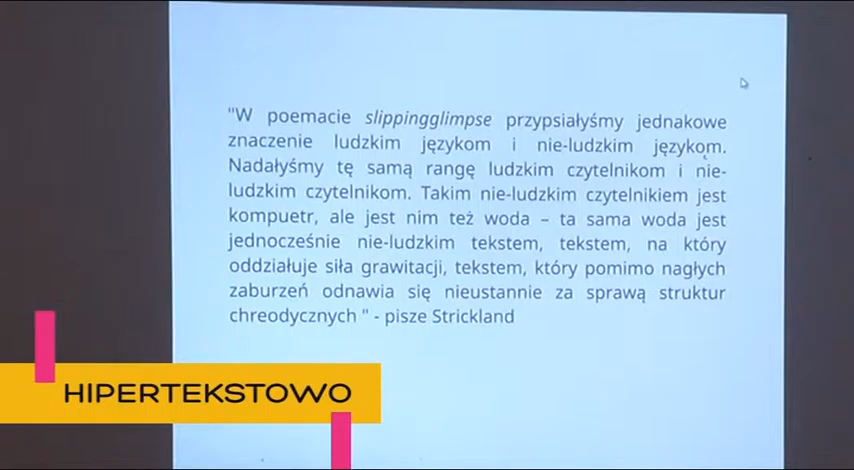 "W poemacie slippingglimpse przypsiałyśmy jednakowe
znaczenie ludzkim językom i nie-ludzkim językom.
Nadałyśmy tę samą rangę ludzkim czytelnikom i nie-
ludzkim czytelnikom. Takim nie-ludzkim czytelnikiem jest
kompuetr, ale jest nim też woda – ta sama woda jest
jednocześnie nie-ludzkim tekstem, tekstem, na który
oddziałuje siła grawitacji, tekstem, który pomimo nagłych
zaburzeń odnawia się nieustannie za sprawą struktur
chreodycznych " - pisze Strickland
HIPERTEKSTOWO